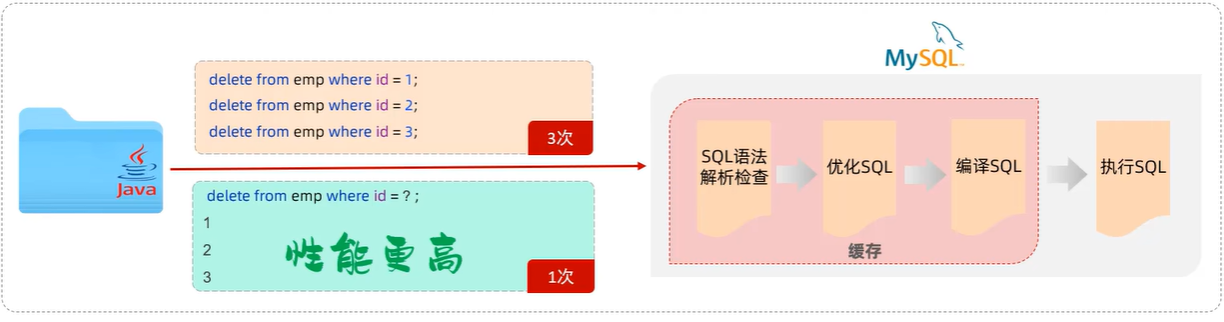 MySQL
delete from emp where id = 1;
delete from emp where id = 2;
delete from emp where id = 3;
3次
Java
delete from emp where id = ? ;
1
2
3
性能更高
1次
SQL语法
解析检查
优化SQL
编译SQL
执行SQL
缓存